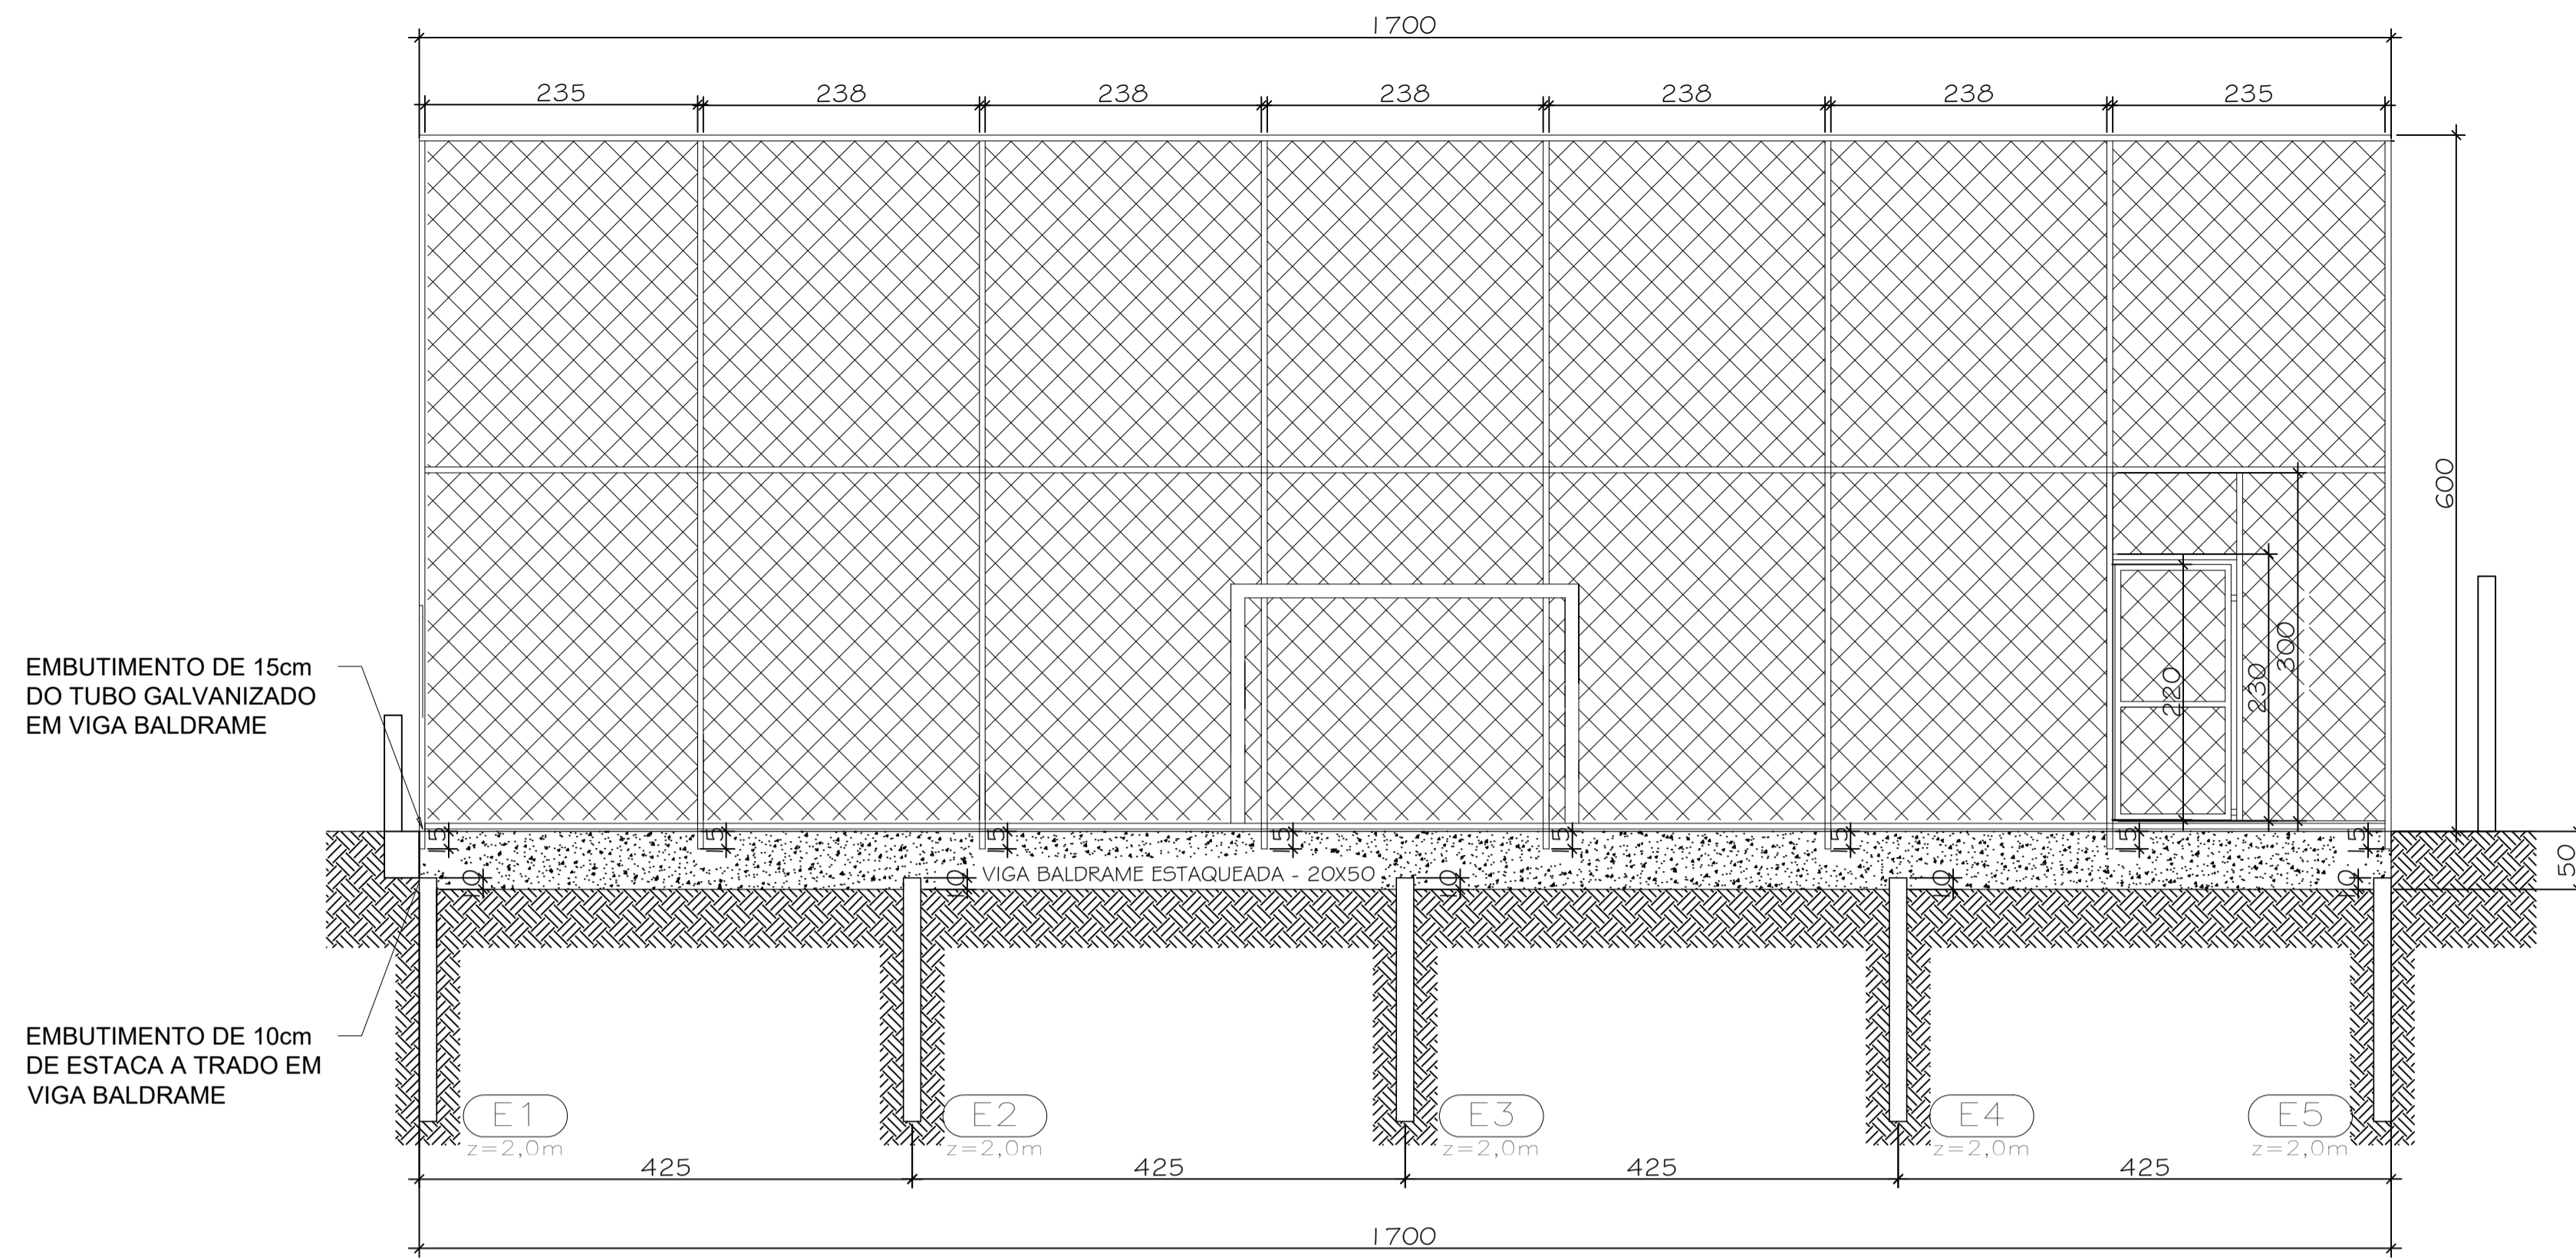 1700
235
238
238
238
238
238
235
600
300
230
220
EMBUTIMENTO DE 15cm
DO TUBO GALVANIZADO
EM VIGA BALDRAME
15
15
15
15
15
15
15
15
50
VIGA BALDRAME ESTAQUEADA - 20X50
10
10
10
10
10
EMBUTIMENTO DE 10cm
DE ESTACA A TRADO EM
VIGA BALDRAME
E1
z=2,0m
E2
z=2,0m
E3
z=2,0m
E4
z=2,0m
E5
z=2,0m
425
425
425
425
1700